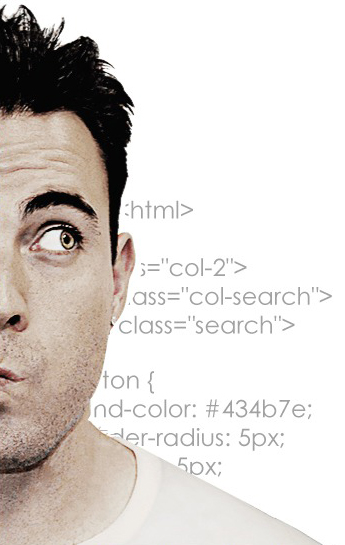 <html>
s="col-2">
lass="col-search">
class="search">
ton {
nd-color: #434b7e;
der-radius: 5px;
5px;